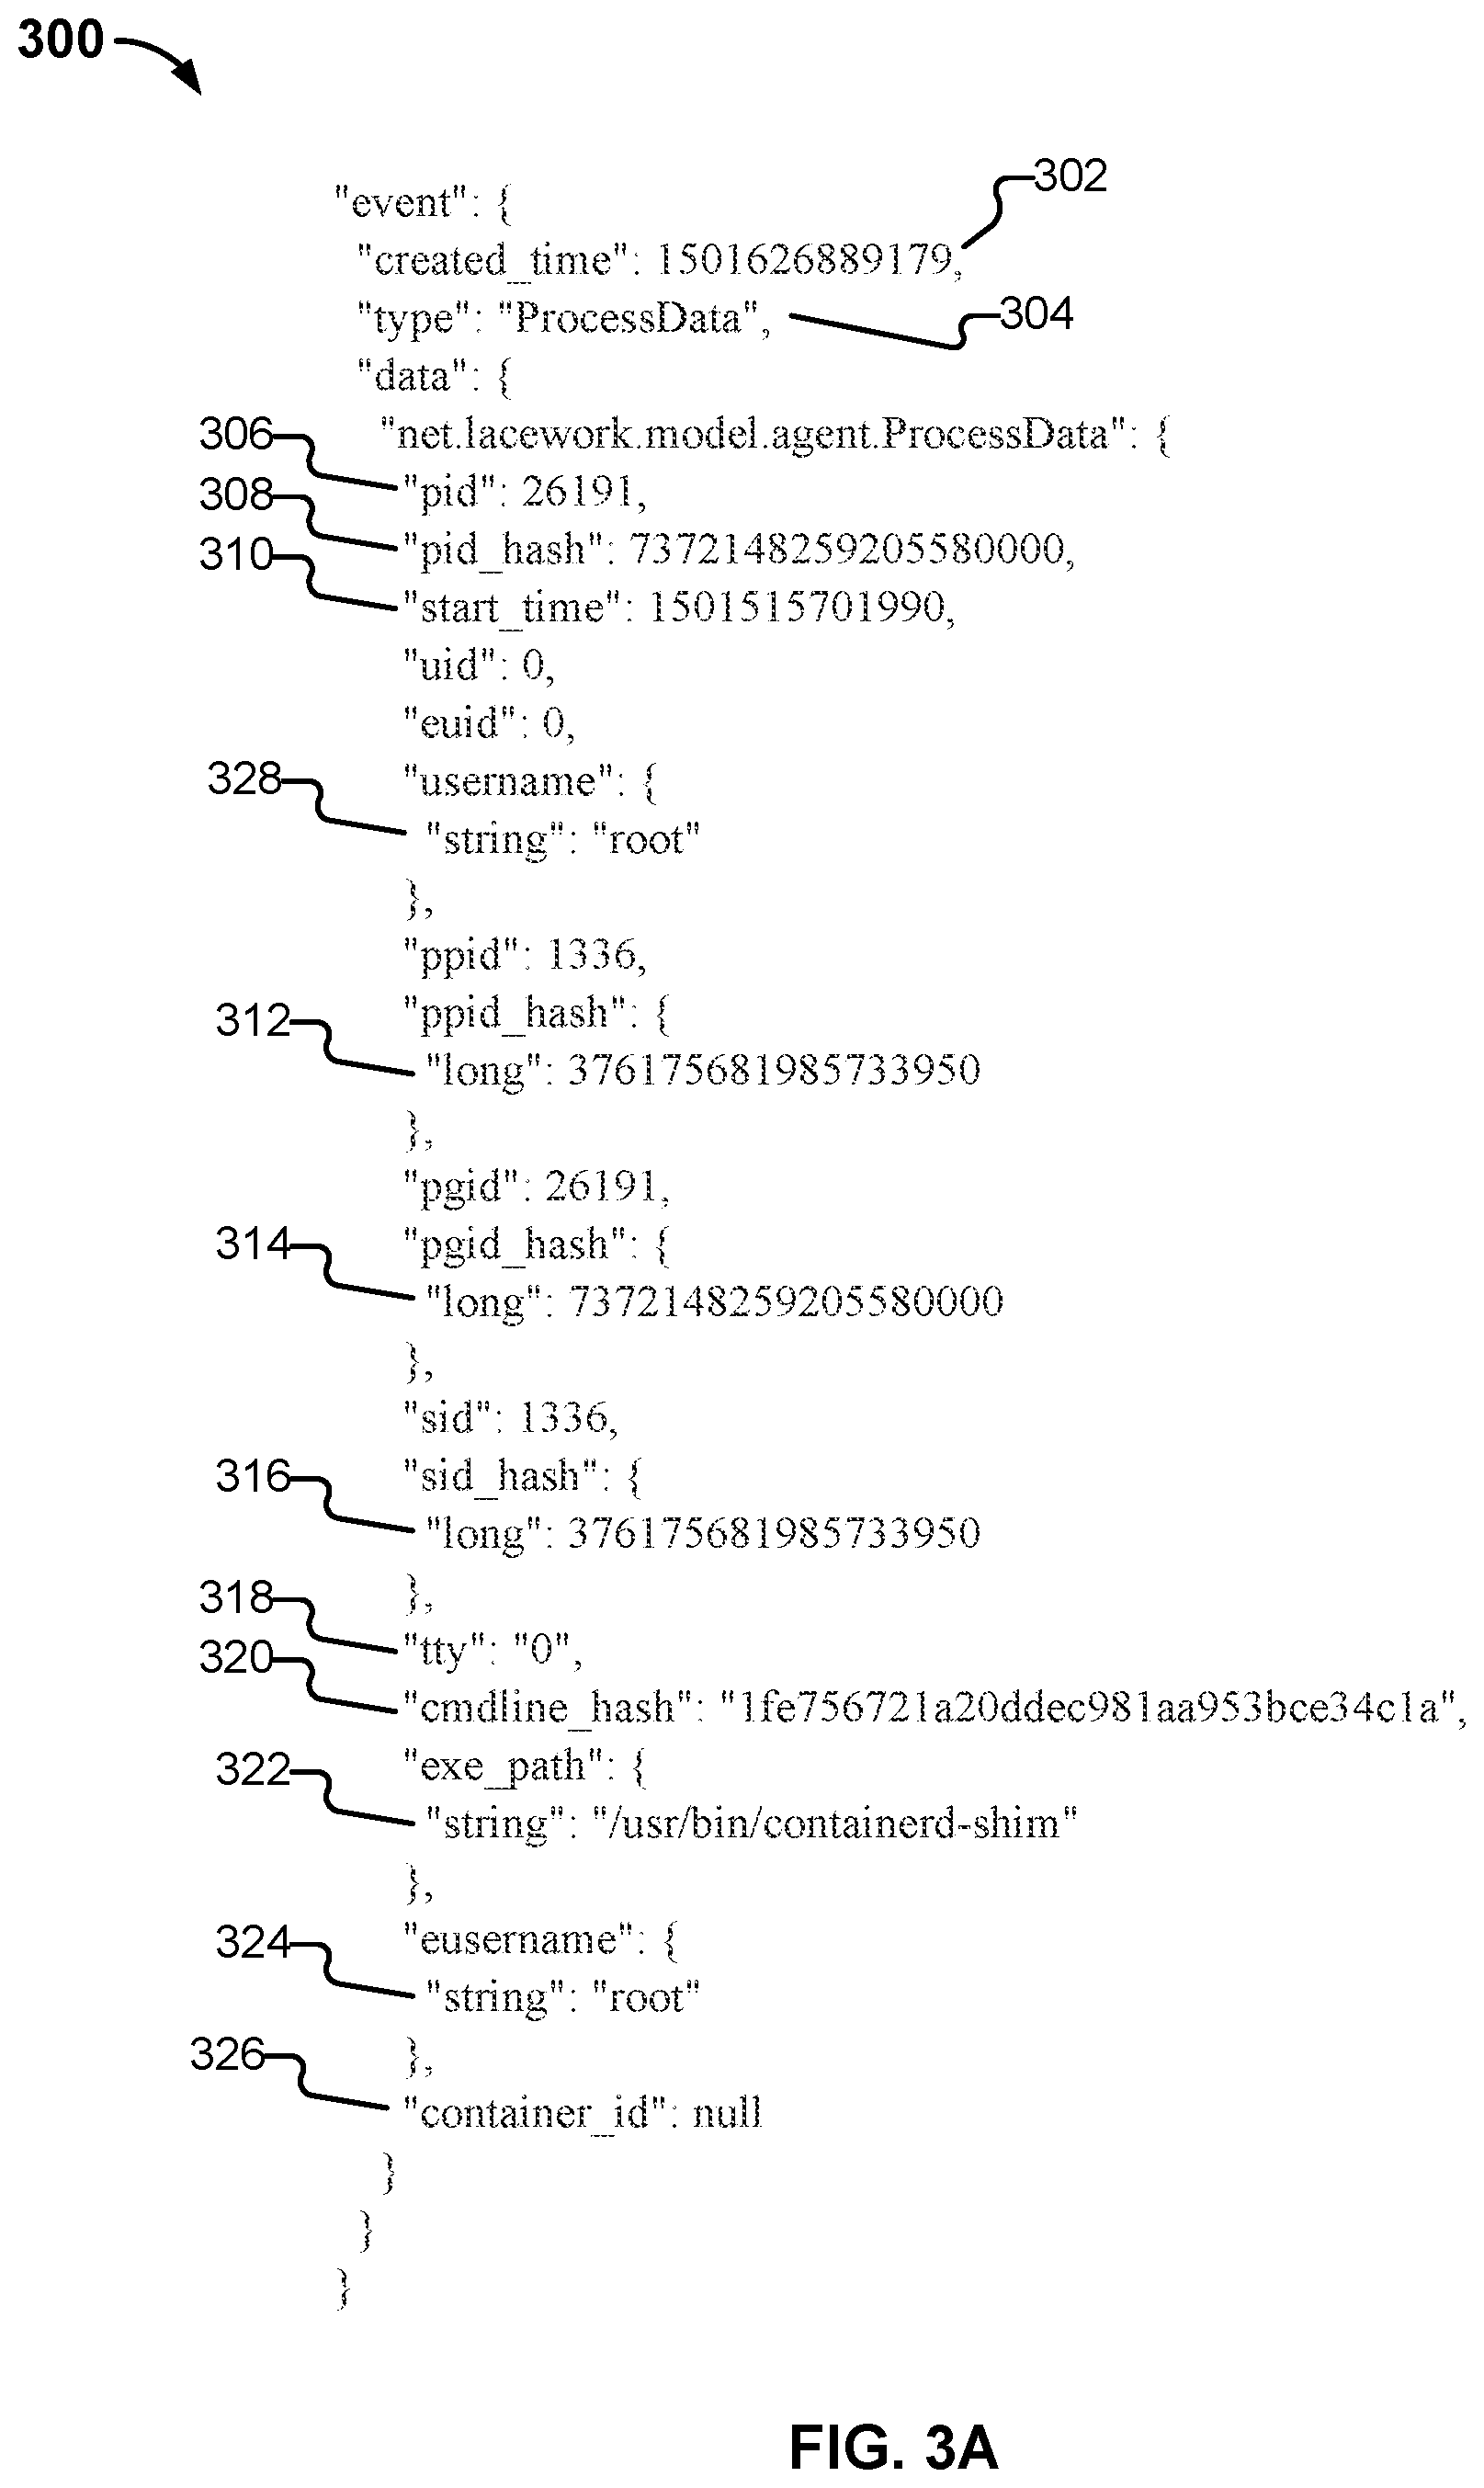 300
"event": {
302
"created_time": 1501626889179,
"type": "ProcessData",
304
"data": {
"net.lacework.model.agent.ProcessData": {
306
"pid": 26191,
308
"pid_hash": 7372148259205580000,
310
"start_time": 1501515701990,
"uid": 0,
"euid": 0,
328
"username": {
"string": "root"
},
"ppid": 1336,
312
"ppid_hash": {
"long": 376175681985733950
},
"pgid": 26191,
314
"pgid_hash": {
"long": 7372148259205580000
},
"sid": 1336,
316
"sid_hash": {
"long": 376175681985733950
},
318
"tty": "0",
320
"cmdline_hash": "1fe756721a20ddec981aa953bce34c1a",
322
"exe_path": {
"string": "/usr/bin/containerd-shim"
},
324
"eusername": {
"string": "root"
},
326
"container_id": null
}
}
}
FIG. 3A